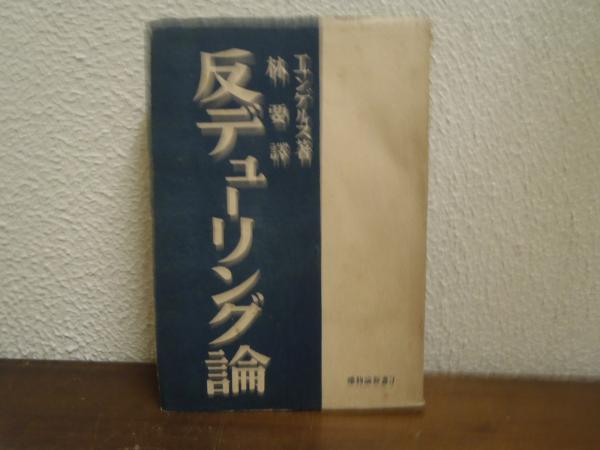 エンゲルス著
林要譯
反デューリング論